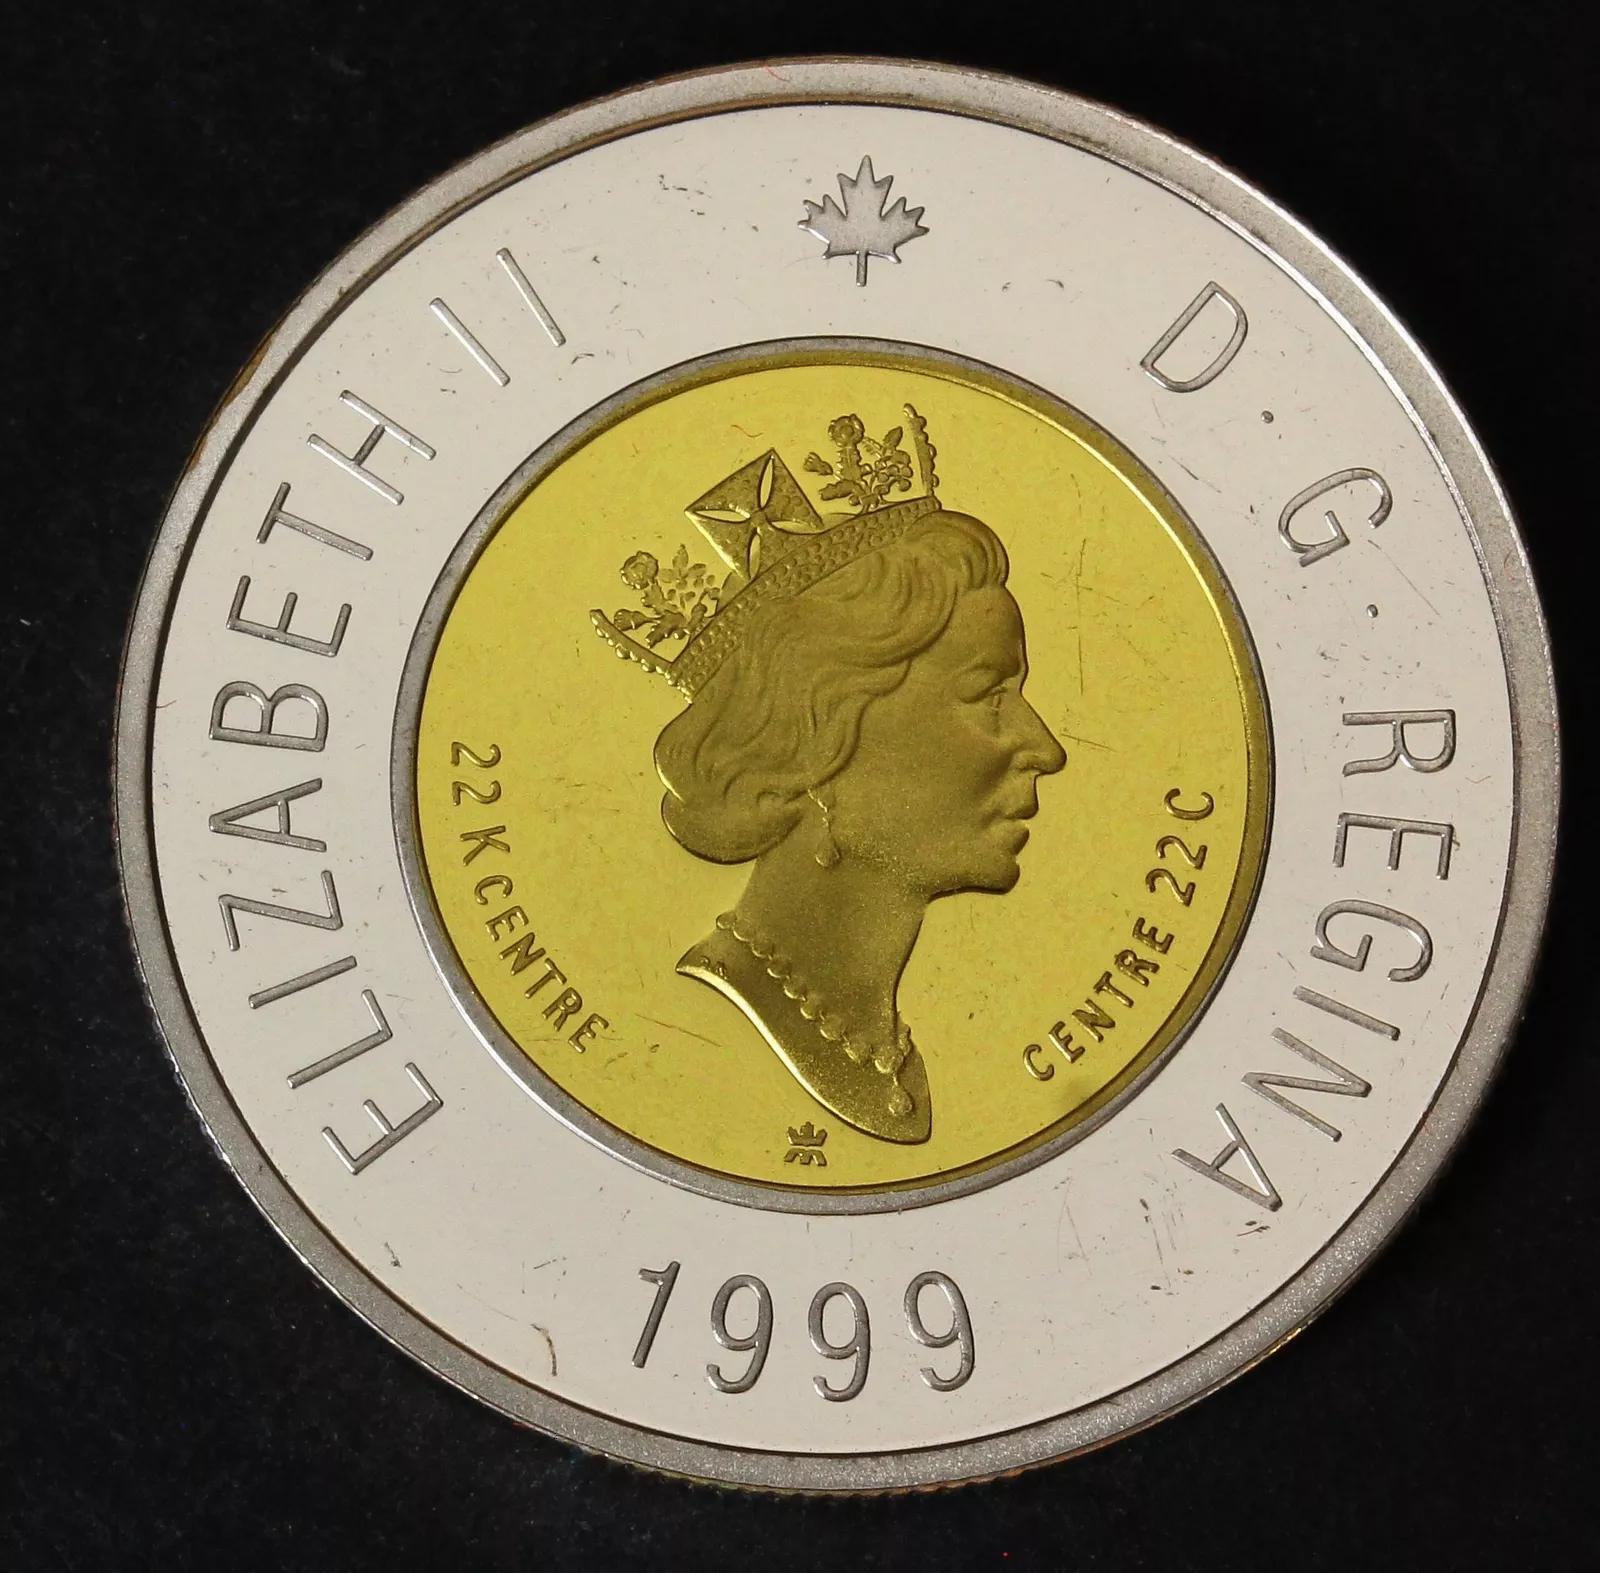 ELIZABETH II
D·G·REGINA
22 K CENTRE
CENTRE 22 C
1999